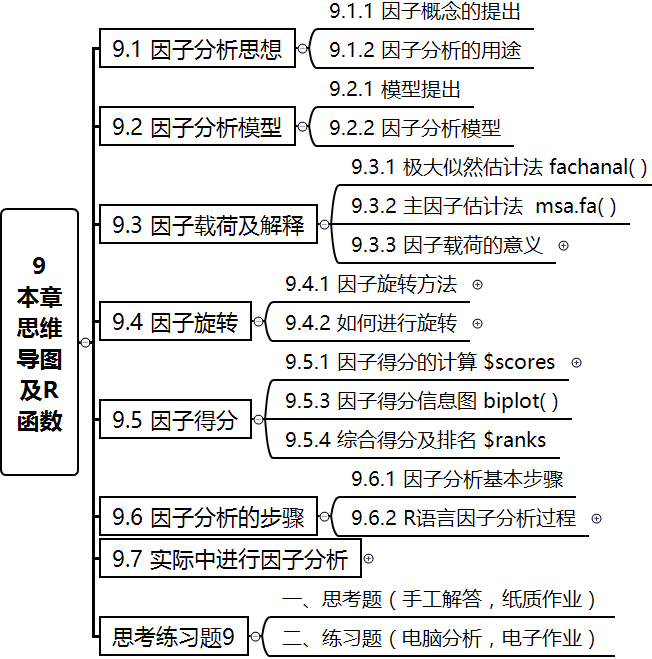 9
本章
思维
导图
及R
函数
9.1 因子分析思想
9.1.1 因子概念的提出
9.1.2 因子分析的用途
9.2 因子分析模型
9.2.1 模型提出
9.2.2 因子分析模型
9.3 因子载荷及解释
9.3.1 极大似然估计法 fachanal( )
9.3.2 主因子估计法 msa.fa( )
9.3.3 因子载荷的意义
9.4 因子旋转
9.4.1 因子旋转方法
9.4.2 如何进行旋转
9.5 因子得分
9.5.1 因子得分的计算 $scores
9.5.3 因子得分信息图 biplot( )
9.5.4 综合得分及排名 $ranks
9.6 因子分析的步骤
9.6.1 因子分析基本步骤
9.6.2 R语言因子分析过程
9.7 实际中进行因子分析
思考练习题9
一、思考题（手工解答，纸质作业）
二、练习题（电脑分析，电子作业）